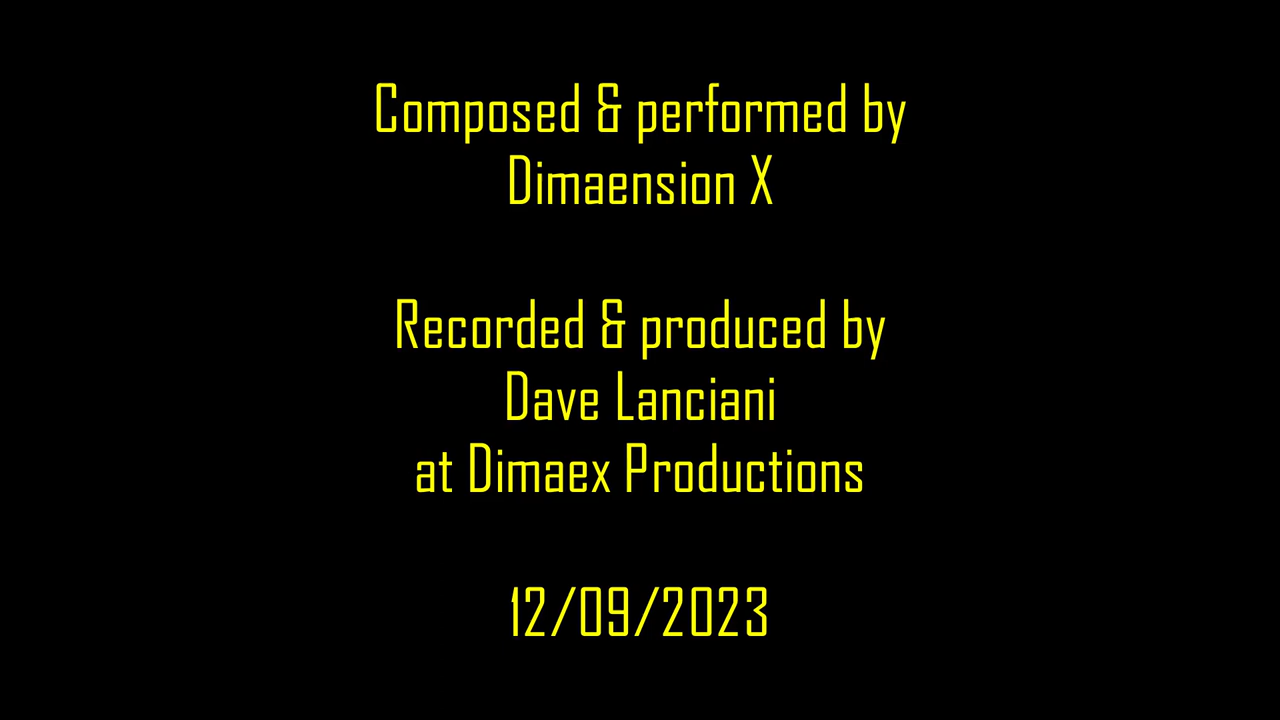 Composed & performed by
Dimaension X
Recorded & produced by
Dave Lanciani
at Dimaex Productions
12/09/2023